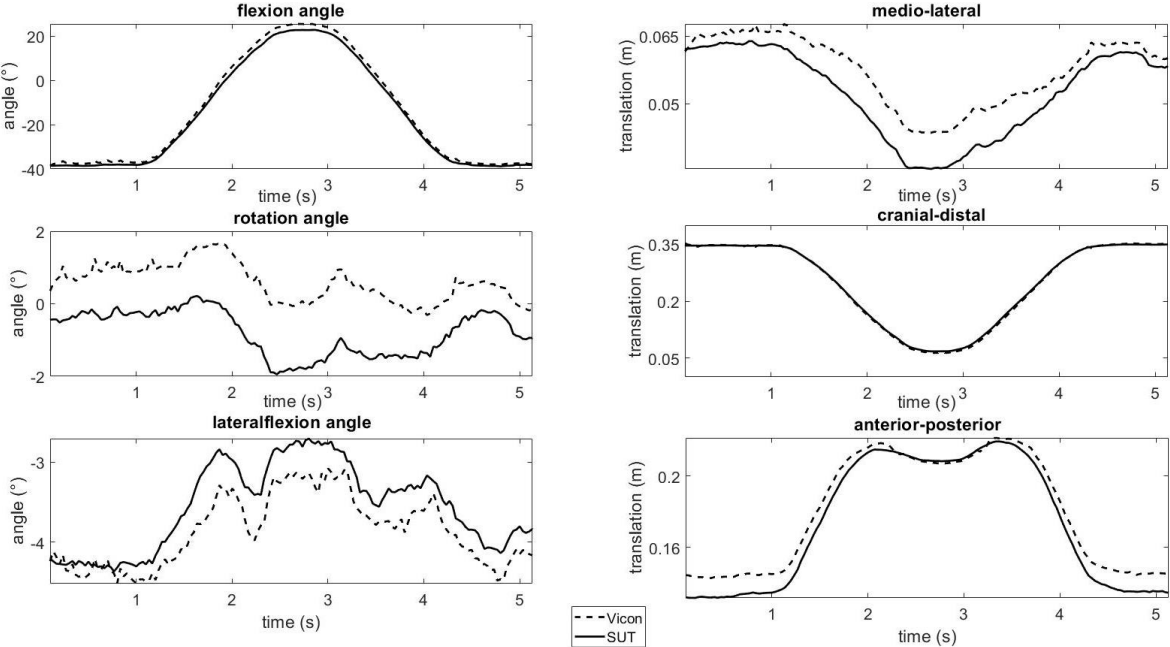 flexion angle
angle (°)
20
0
-20
-40
1 2 3 4 5
time (s)
rotation angle
angle (°)
2
0
-2
1 2 3 4 5
time (s)
lateralflexion angle
angle (°)
-3
-4
1 2 3 4 5
time (s)
medio-lateral
translation (m)
0.065
0.05
1 2 3 4 5
time (s)
cranial-distal
translation (m)
0.35
0.2
0.05
1 2 3 4 5
time (s)
anterior-posterior
translation (m)
0.2
0.16
1 2 3 4 5
time (s)
Vicon
SUT